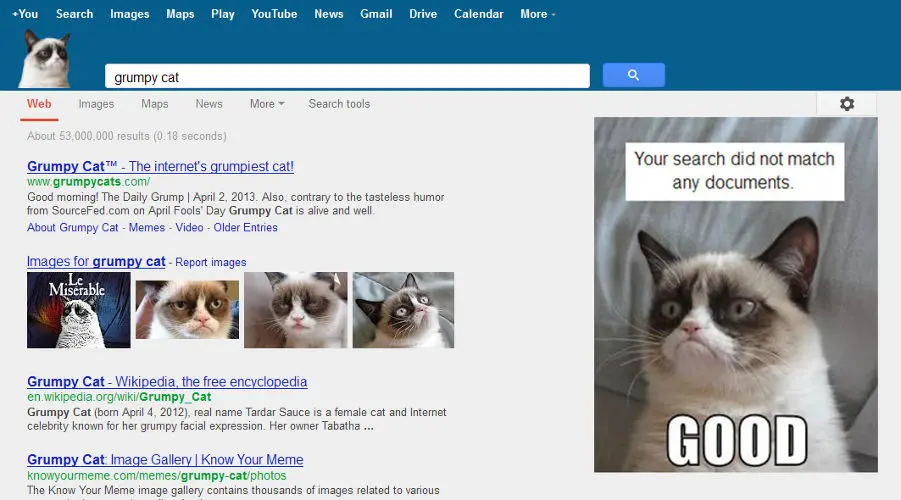 +You Search Images Maps Play YouTube News Gmail Drive Calendar More
grumpy cat
Web Images Maps News More Search tools
About 53,000,000 results (0.18 seconds)
Grumpy Cat™ - The internet's grumpiest cat!
www.grumpycats.com/
Good morning! The Daily Grump | April 2, 2013. Also, contrary to the tasteless humor
from SourceFed.com on April Fools' Day Grumpy Cat is alive and well.
About Grumpy Cat - Memes - Video - Older Entries
Images for grumpy cat - Report images
Le
Miserable
Grumpy Cat - Wikipedia, the free encyclopedia
en.wikipedia.org/wiki/Grumpy_Cat
Grumpy Cat (born April 4, 2012), real name Tardar Sauce is a female cat and Internet
celebrity known for her grumpy facial expression. Her owner Tabatha ...
Grumpy Cat: Image Gallery | Know Your Meme
knowyourmeme.com/memes/grumpy-cat/photos
The Know Your Meme image gallery contains thousands of images related to various
Your search did not match
any documents.
GOOD